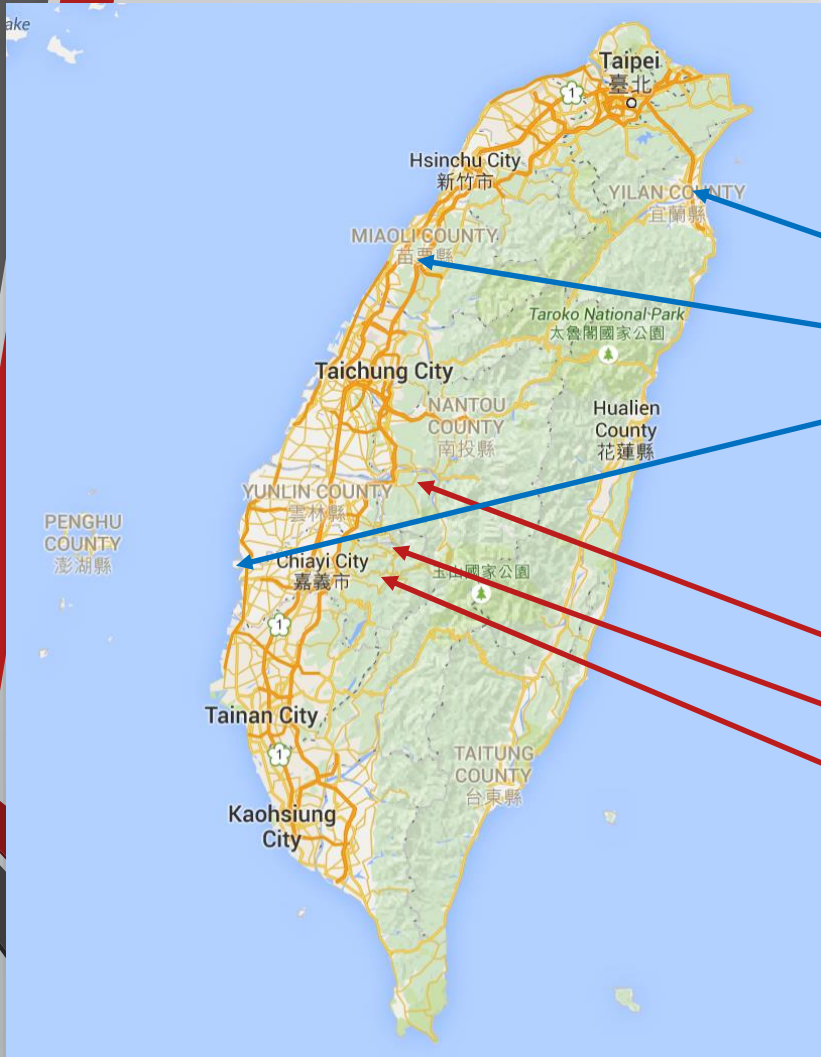 ake
Taipei
臺北
1
Hsinchu City
新竹市
YILAN COUNTY
宜蘭縣
MIAOLI COUNTY
苗栗縣
Taroko National Park
太魯閣國家公園
Taichung City
NANTOU
COUNTY
南投縣
Hualien
County
花蓮縣
YUNLIN COUNTY
雲林縣
PENGHU
COUNTY
澎湖縣
Chiayi City
嘉義市
玉山國家公園
1
Tainan City
1
TAITUNG
COUNTY
台東縣
Kaohsiung
City